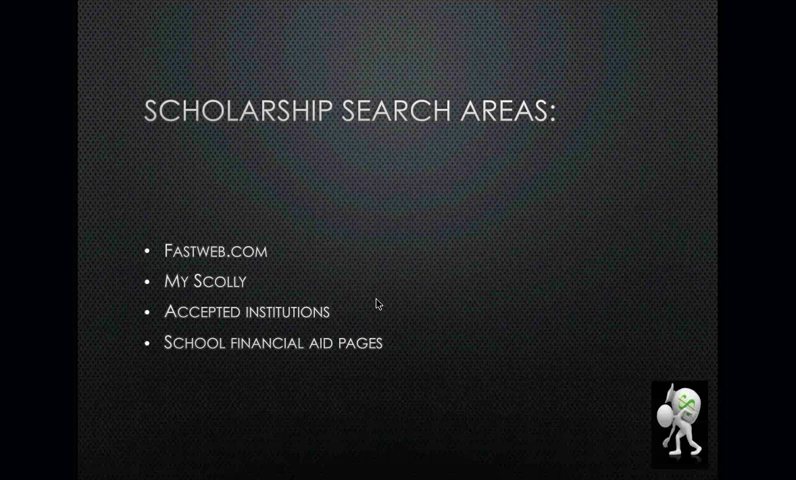 SCHOLARSHIP SEARCH AREAS:
• FASTWEB.COM
• MY SCOLLY
• ACCEPTED INSTITUTIONS
• SCHOOL FINANCIAL AID PAGES
$